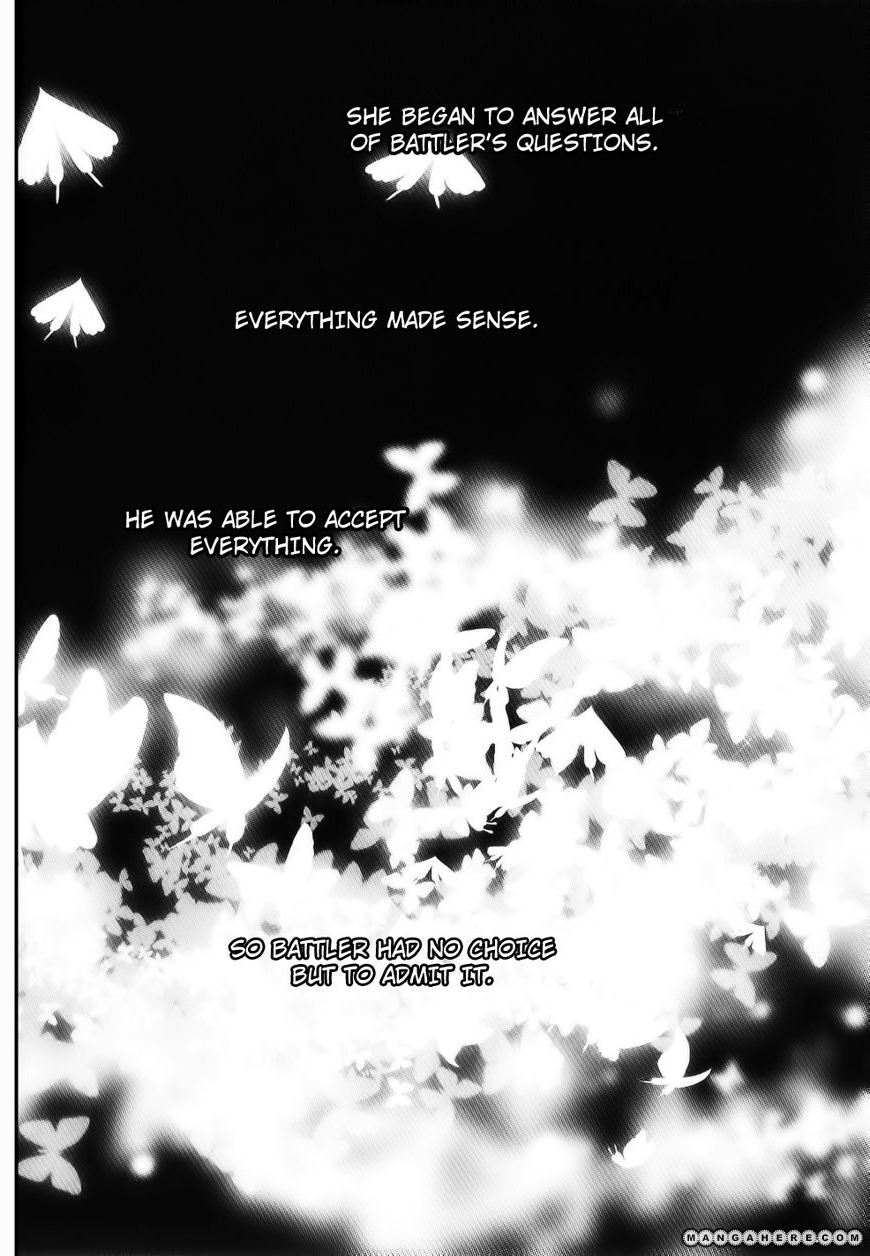 SHE BEGAN TO ANSWER ALL
OF BATTLER'S QUESTIONS.
EVERYTHING MADE SENSE.
HE WAS ABLE TO ACCEPT
EVERYTHING.
SO BATTLER HAD NO CHOICE
BUT TO ADMIT IT.
MANGAHERE.COM